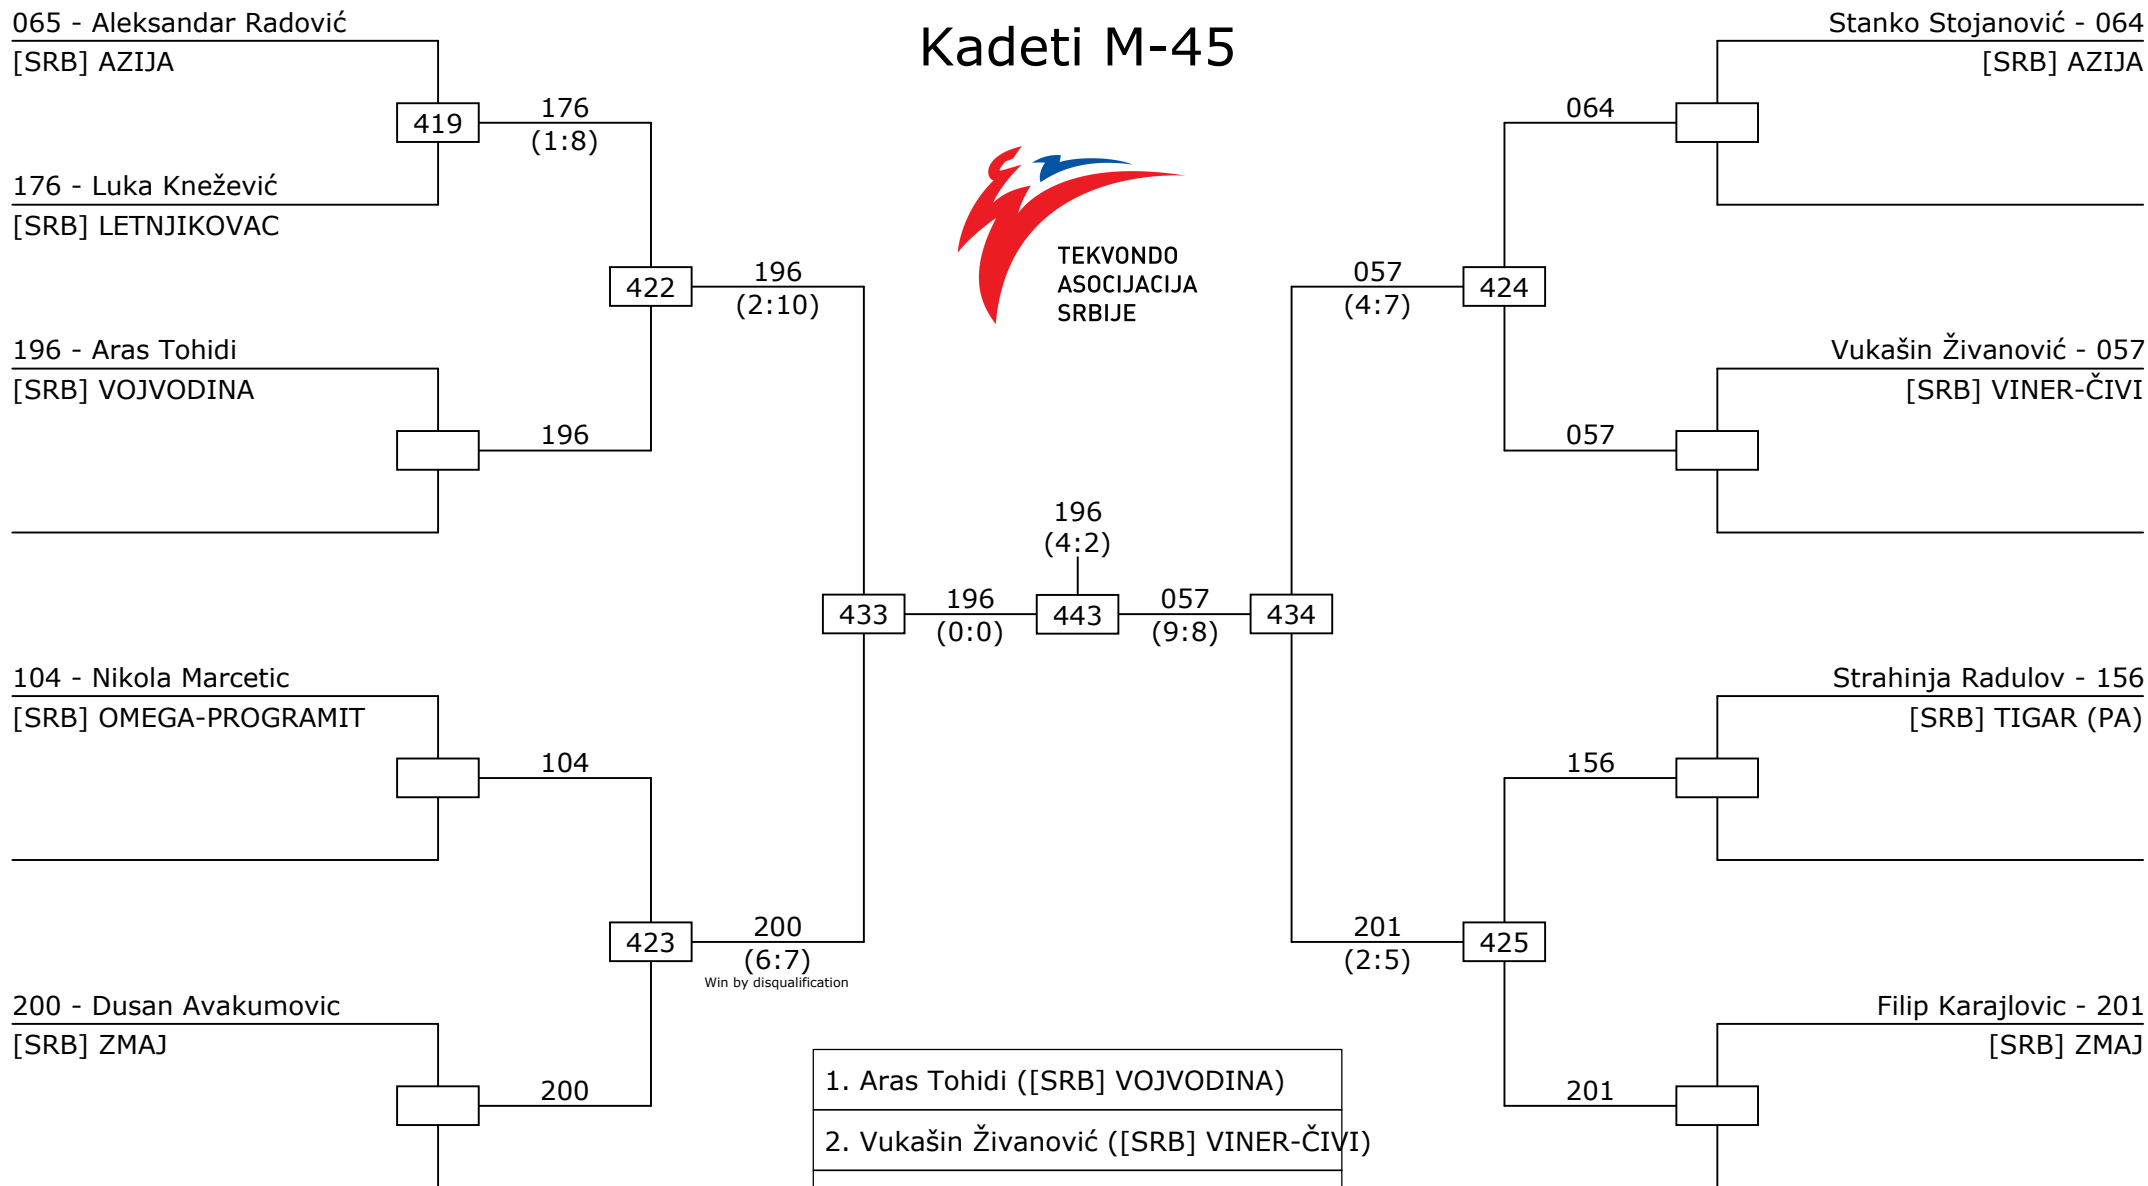 Kadeti M-45
065 - Aleksandar Radović
[SRB] AZIJA
419
176
(1:8)
176 - Luka Knežević
[SRB] LETNJIKOVAC
422
196
(2:10)
196 - Aras Tohidi
[SRB] VOJVODINA
196
104 - Nikola Marcetic
[SRB] OMEGA-PROGRAMIT
104
423
200
(6:7)
Win by disqualification
200 - Dusan Avakumovic
[SRB] ZMAJ
200
433
196
(0:0)
196
(4:2)
443
057
(9:8)
434
TEKVONDO
ASOCIJACIJA
SRBIJE
Stanko Stojanović - 064
[SRB] AZIJA
064
057
(4:7)
424
Vukašin Živanović - 057
[SRB] VINER-ČIVI
057
Strahinja Radulov - 156
[SRB] TIGAR (PA)
156
201
(2:5)
425
Filip Karajlovic - 201
[SRB] ZMAJ
201
1. Aras Tohidi ([SRB] VOJVODINA)
2. Vukašin Živanović ([SRB] VINER-ČIVI)